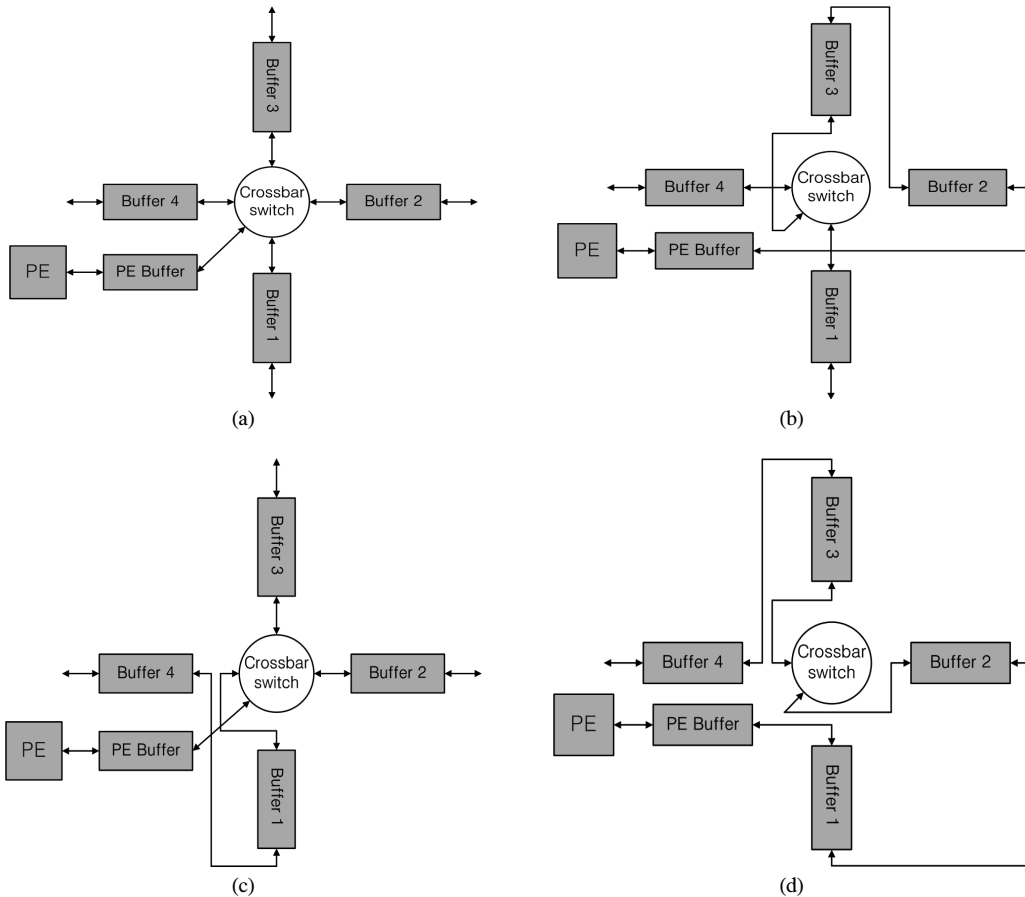 Buffer 3
Crossbar
switch
Buffer 4
Buffer 2
PE
PE Buffer
Buffer 1
(a)
Buffer 3
Crossbar
switch
Buffer 4
Buffer 2
PE
PE Buffer
Buffer 1
(b)
Buffer 3
Crossbar
switch
Buffer 4
Buffer 2
PE
PE Buffer
Buffer 1
(c)
Buffer 3
Crossbar
switch
Buffer 4
Buffer 2
PE
PE Buffer
Buffer 1
(d)